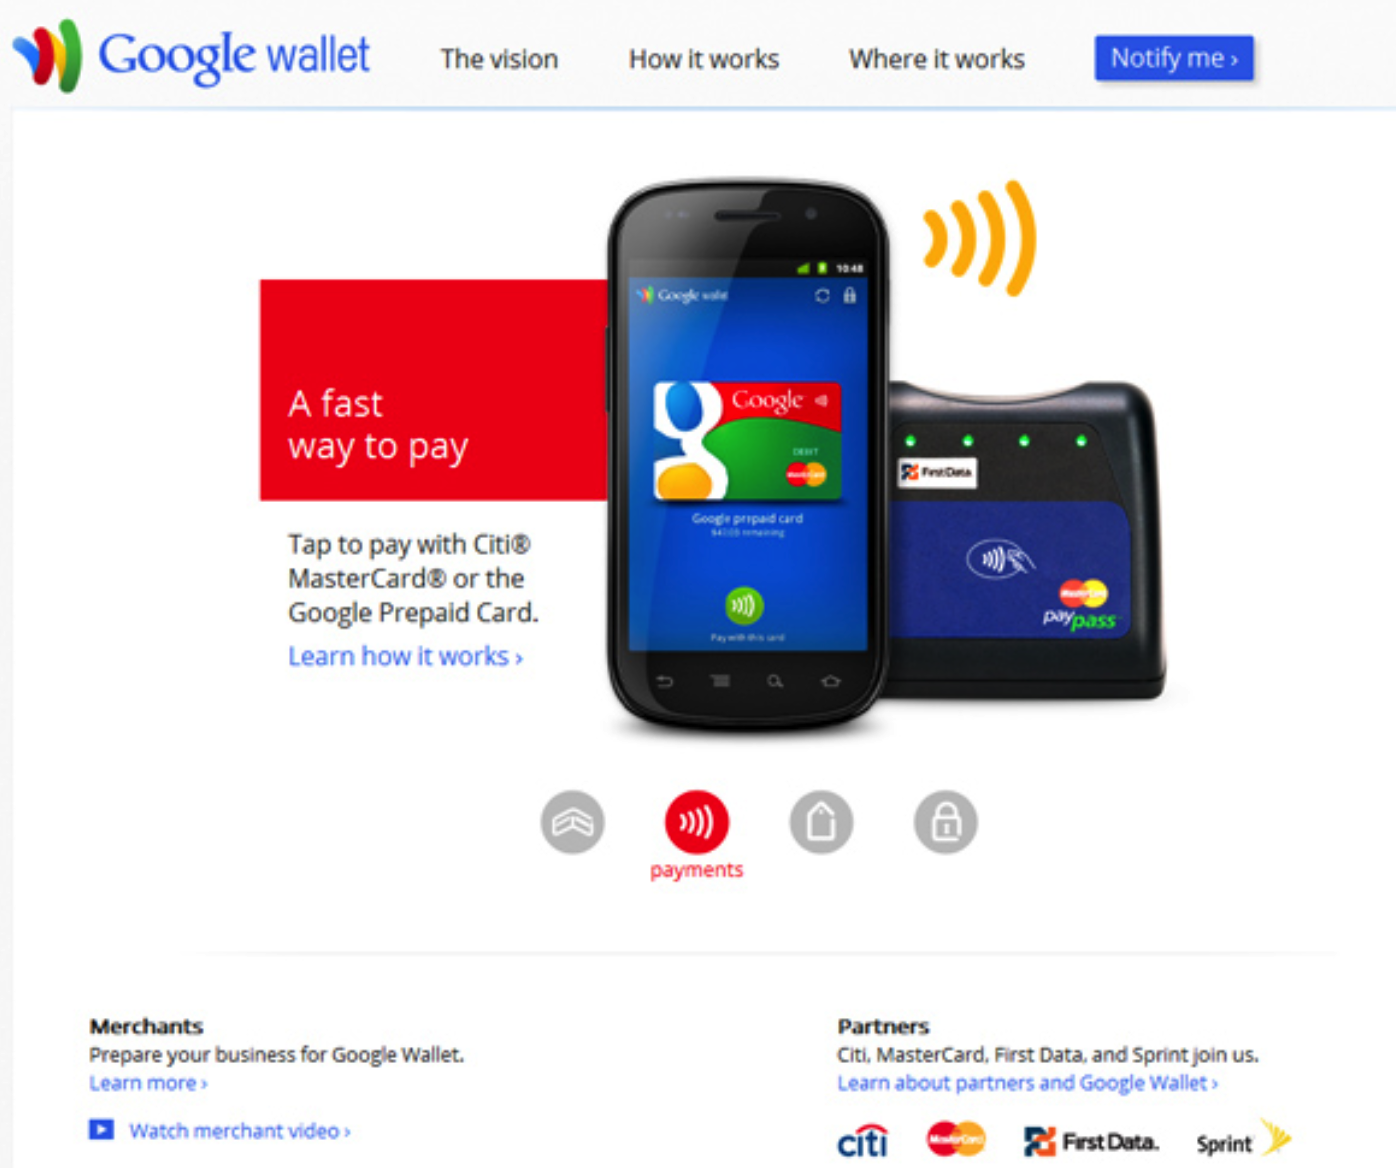 Google wallet
The vision
How it works
Where it works
Notify me ›
10:48
Google wallet
A fast
way to pay
Google
DEBIT
MasterCard
Google prepaid card
remaining
Pay with this card
First Data
MasterCard
paypass
Tap to pay with Citi®
MasterCard® or the
Google Prepaid Card.
Learn how it works ›
payments
Merchants
Prepare your business for Google Wallet.
Learn more ›
Watch merchant video ›
Partners
Citi, MasterCard, First Data, and Sprint join us.
Learn about partners and Google Wallet ›
citi
MasterCard
First Data.
Sprint